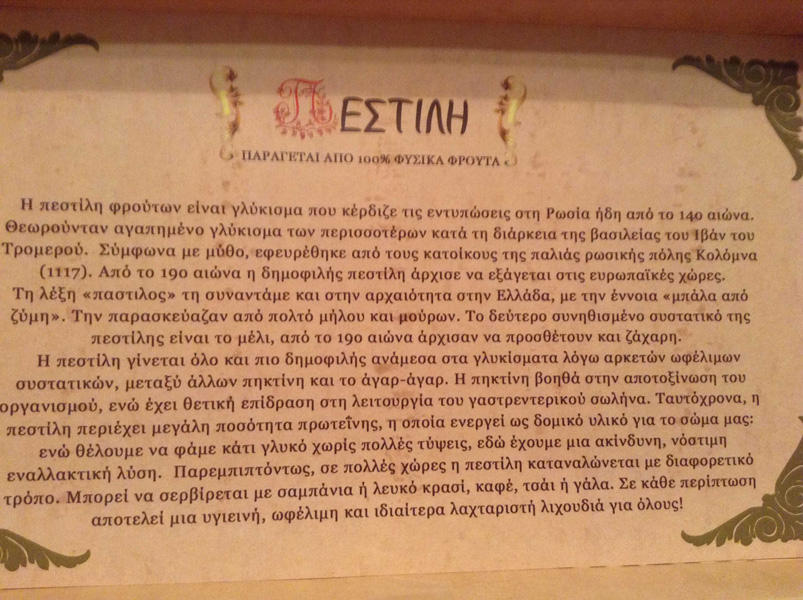 ΠΕΣΤΙΛΗ
ΠΑΡΑΓΕΤΑΙ ΑΠΟ 100% ΦΥΣΙΚΑ ΦΡΟΥΤΑ
Η πεστίλη φρούτων είναι γλύκισμα που κέρδιζε τις εντυπώσεις στη Ρωσία ήδη από το 14ο αιώνα.
Θεωρούνταν αγαπημένο γλύκισμα των περισσοτέρων κατά τη διάρκεια της βασιλείας του Ιβάν του
Τρομερού. Σύμφωνα με μύθο, εφευρέθηκε από τους κατοίκους της παλιάς ρωσικής πόλης Κολόμνα
(1117). Από το 19ο αιώνα η δημοφιλής πεστίλη άρχισε να εξάγεται στις ευρωπαϊκές χώρες.
Τη λέξη «παστιλος» τη συναντάμε και στην αρχαιότητα στην Ελλάδα, με την έννοια «μπάλα από
ζύμη». Την παρασκεύαζαν από πολτό μήλου και μούρων. Το δεύτερο συνηθισμένο συστατικό της
πεστίλης είναι το μέλι, από το 19ο αιώνα άρχισαν να προσθέτουν και ζάχαρη.
Η πεστίλη γίνεται όλο και πιο δημοφιλής ανάμεσα στα γλυκίσματα λόγω αρκετών ωφέλιμων
συστατικών, μεταξύ άλλων πηκτίνη και το άγαρ-άγαρ. Η πηκτίνη βοηθά στην αποτοξίνωση του
οργανισμού, ενώ έχει θετική επίδραση στη λειτουργία του γαστρεντερικού σωλήνα. Ταυτόχρονα, η
πεστίλη περιέχει μεγάλη ποσότητα πρωτεΐνης, η οποία ενεργεί ως δομικό υλικό για το σώμα μας:
ενώ θέλουμε να φάμε κάτι γλυκό χωρίς πολλές τύψεις, εδώ έχουμε μια ακίνδυνη, νόστιμη
εναλλακτική λύση. Παρεμπιπτόντως, σε πολλές χώρες η πεστίλη καταναλώνεται με διαφορετικό
τρόπο. Μπορεί να σερβίρεται με σαμπάνια ή λευκό κρασί, καφέ, τσάι ή γάλα. Σε κάθε περίπτωση
αποτελεί μια υγιεινή, ωφέλιμη και ιδιαίτερα λαχταριστή λιχουδιά για όλους!